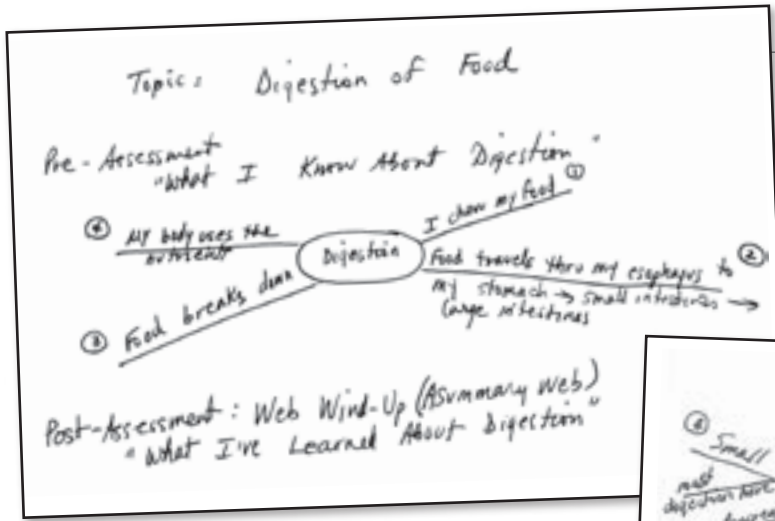 Topic: Digestion of Food
Pre-Assessment
"What I Know About Digestion"
① I chew my food
Digestion
② Food travels thru my esophagus to
my stomach → small intestines →
large intestines
③ Food breaks down
④ My body uses the
nutrients
Post-Assessment: Web Wind-Up (A summary Web)
"What I've Learned About Digestion"
Small
most
digestion here